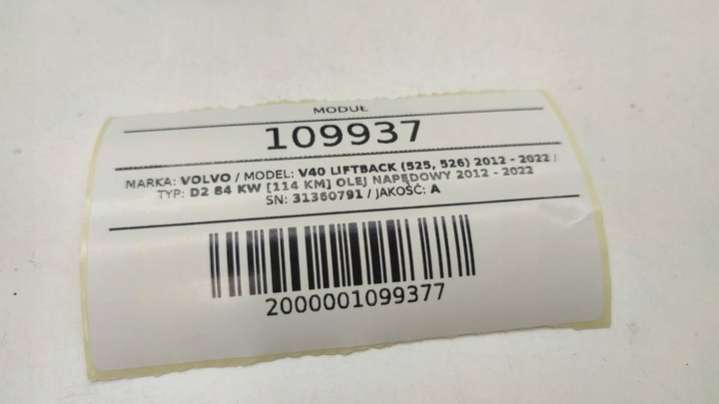 MODUŁ
109937
MARKA: VOLVO / MODEL: V40 LIFTBACK (525, 526) 2012 - 2022 /
TYP: D2 84 KW [114 KM] OLEJ NAPĘDOWY 2012 - 2022
SN: 31360791 / JAKOŚĆ: A
2000001099377